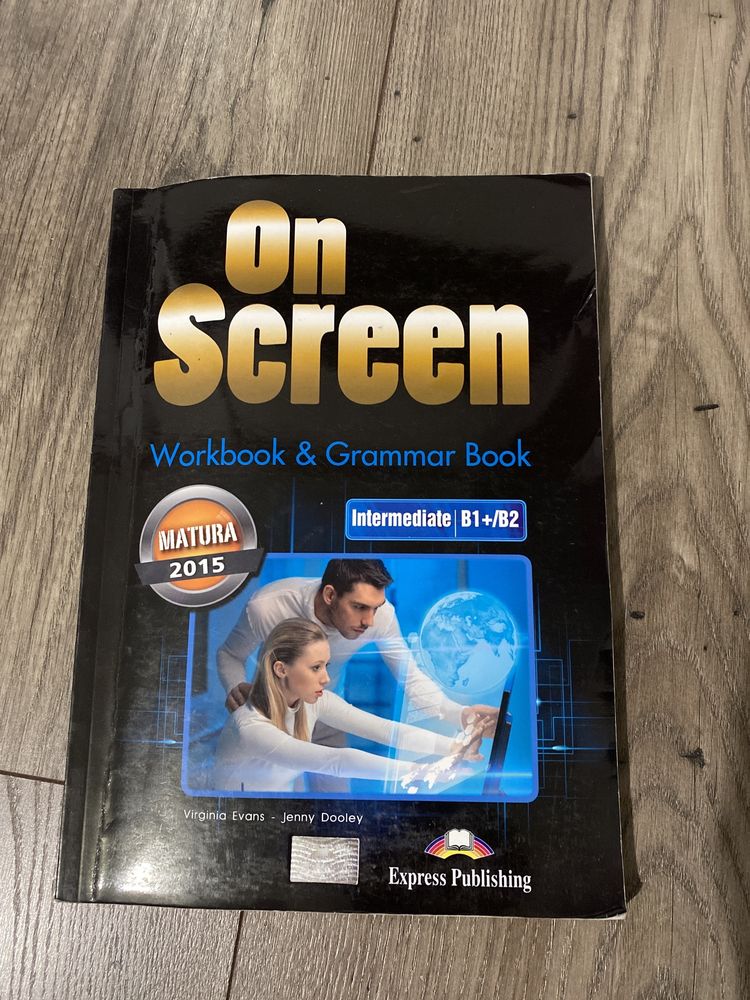 On
Screen
Workbook & Grammar Book
MATURA
2015
Intermediate | B1+/B2
Virginia Evans - Jenny Dooley
Express Publishing